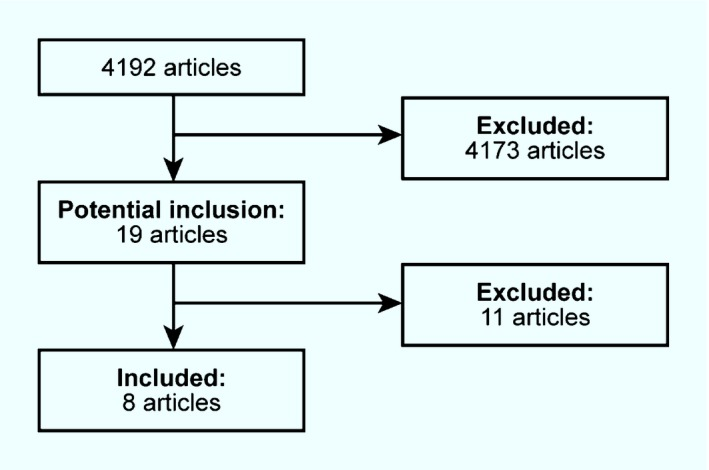 4192 articles
Excluded:
4173 articles
Potential inclusion:
19 articles
Excluded:
11 articles
Included:
8 articles